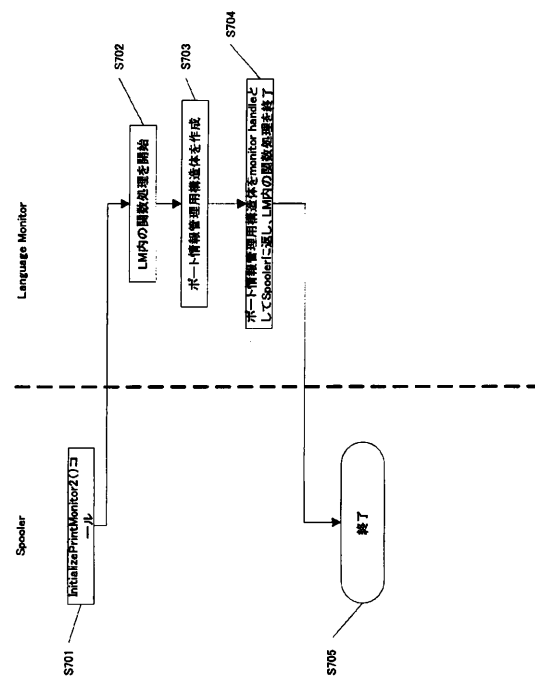 Spooler
Language Monitor
S701
InitializePrintMonitor2()コ
ール
S702
LM内の関数処理を開始
S703
ポート情報管理用構造体を作成
S704
ポート情報管理用構造体をmonitor handleと
してSpoolerに返し、LM内の関数処理を終了
S705
終了